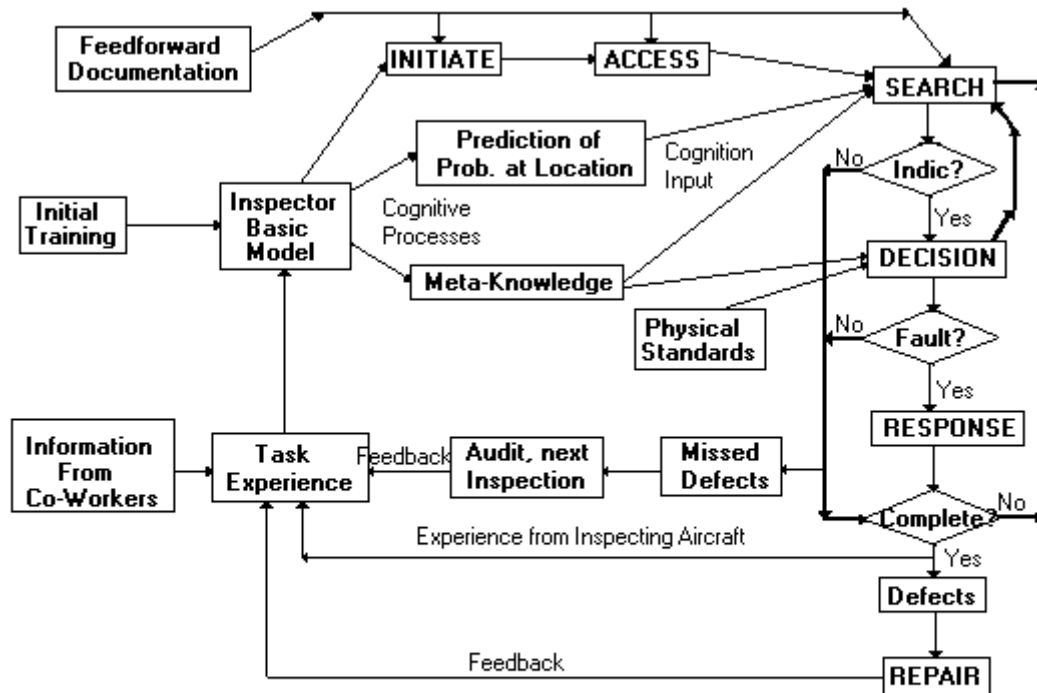 Feedforward
Documentation
INITIATE
ACCESS
SEARCH
Prediction of
Prob. at Location
Cognition
Input
No
Indic?
Initial
Training
Inspector
Basic
Model
Cognitive
Processes
Yes
DECISION
Meta-Knowledge
Physical
Standards
No
Fault?
Yes
RESPONSE
Information
From
Co-Workers
Task
Experience
Feedback
Audit, next
Inspection
Missed
Defects
Complete?
No
Experience from Inspecting Aircraft
Yes
Defects
Feedback
REPAIR